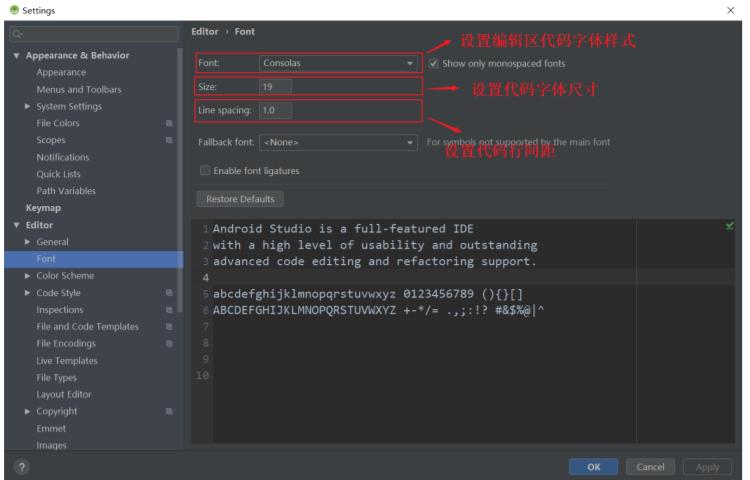 Settings
Appearance & Behavior
Appearance
Menus and Toolbars
System Settings
File Colors
Scopes
Notifications
Quick Lists
Path Variables
Keymap
Editor
General
Font
Color Scheme
Code Style
Inspections
File and Code Templates
File Encodings
Live Templates
File Types
Layout Editor
Copyright
Emmet
Images
Editor › Font
设置编辑区代码字体样式
Font: Consolas Show only monospaced fonts
Size: 19 设置代码字体尺寸
Line spacing: 1.0
Fallback font: <None> For symbols not supported by the main font
设置代码行间距
Enable font ligatures
Restore Defaults
1 Android Studio is a full-featured IDE
2 with a high level of usability and outstanding
3 advanced code editing and refactoring support.
4
5 abcdefghijklmnopqrstuvwxyz 0123456789 (){}[]
6 ABCDEFGHIJKLMNOPQRSTUVWXYZ +-*/= .,;:!? #&$%@|^
7
8
9
10
? OK Cancel Apply